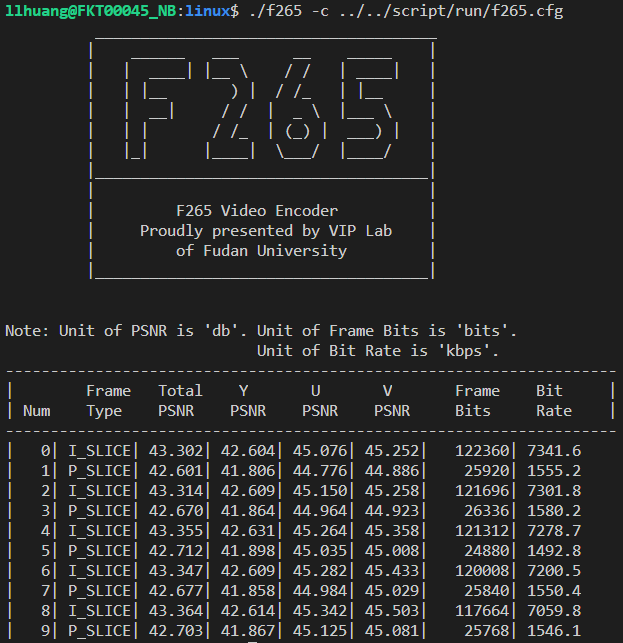 llhuang@FKT00045_NB:linux$ ./f265 -c ../../script/run/f265.cfg
F265
F265 Video Encoder
Proudly presented by VIP Lab
of Fudan University
Note: Unit of PSNR is 'db'. Unit of Frame Bits is 'bits'.
Unit of Bit Rate is 'kbps'.
-------------------------------------------------------------------
|        Frame   Total    Y       U       V       Frame    Bit     |
| Num    Type    PSNR    PSNR    PSNR    PSNR     Bits     Rate    |
-------------------------------------------------------------------
|   0| I_SLICE| 43.302| 42.604| 45.076| 45.252|   122360| 7341.6
|   1| P_SLICE| 42.601| 41.806| 44.776| 44.886|    25920| 1555.2
|   2| I_SLICE| 43.314| 42.609| 45.150| 45.258|   121696| 7301.8
|   3| P_SLICE| 42.670| 41.864| 44.964| 44.923|    26336| 1580.2
|   4| I_SLICE| 43.355| 42.631| 45.264| 45.358|   121312| 7278.7
|   5| P_SLICE| 42.712| 41.898| 45.035| 45.008|    24880| 1492.8
|   6| I_SLICE| 43.347| 42.609| 45.282| 45.433|   120008| 7200.5
|   7| P_SLICE| 42.677| 41.858| 44.984| 45.029|    25840| 1550.4
|   8| I_SLICE| 43.364| 42.614| 45.342| 45.503|   117664| 7059.8
|   9| P_SLICE| 42.703| 41.867| 45.125| 45.081|    25768| 1546.1